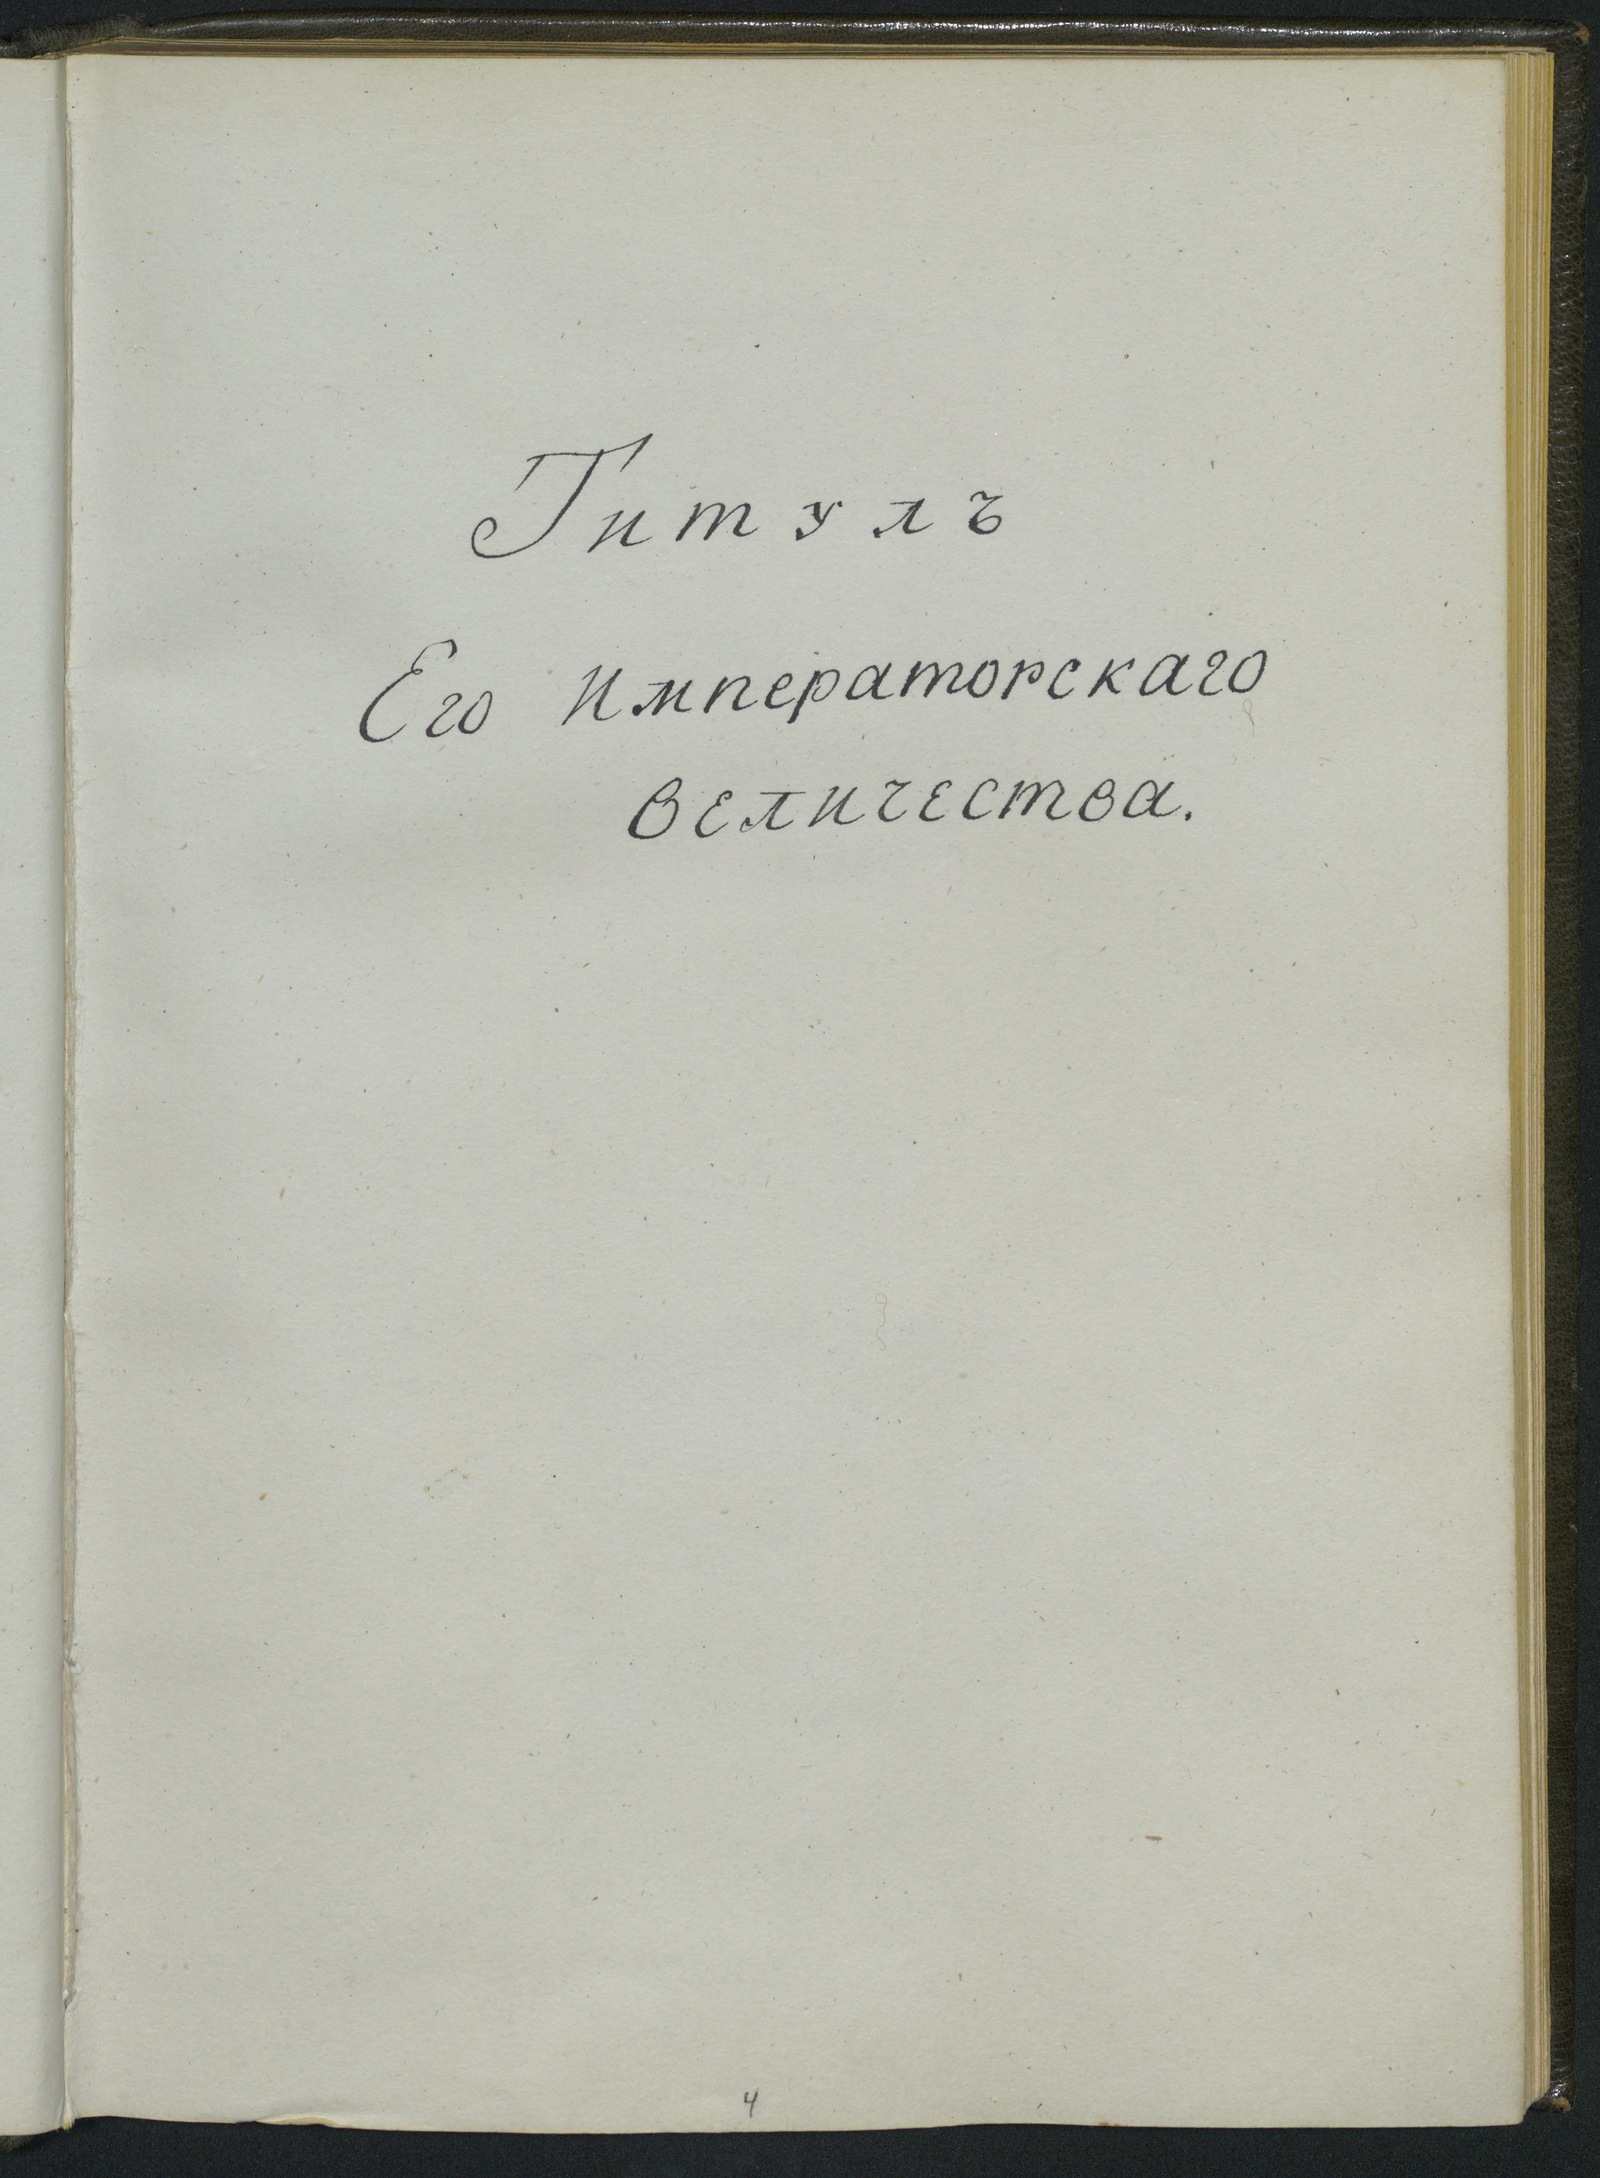 Титулъ
Его Императорскаго
Величества.
4